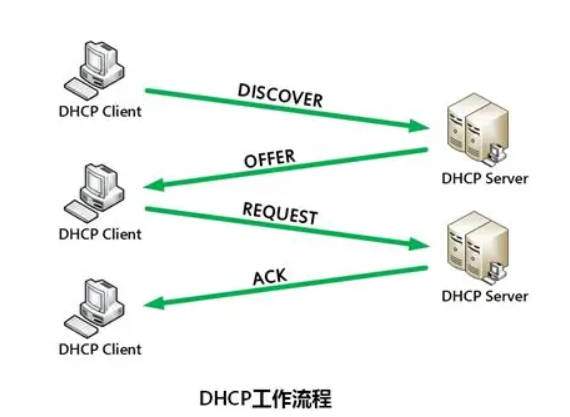 DHCP Client
DISCOVER
DHCP Server
OFFER
DHCP Client
REQUEST
DHCP Server
ACK
DHCP Client
DHCP工作流程